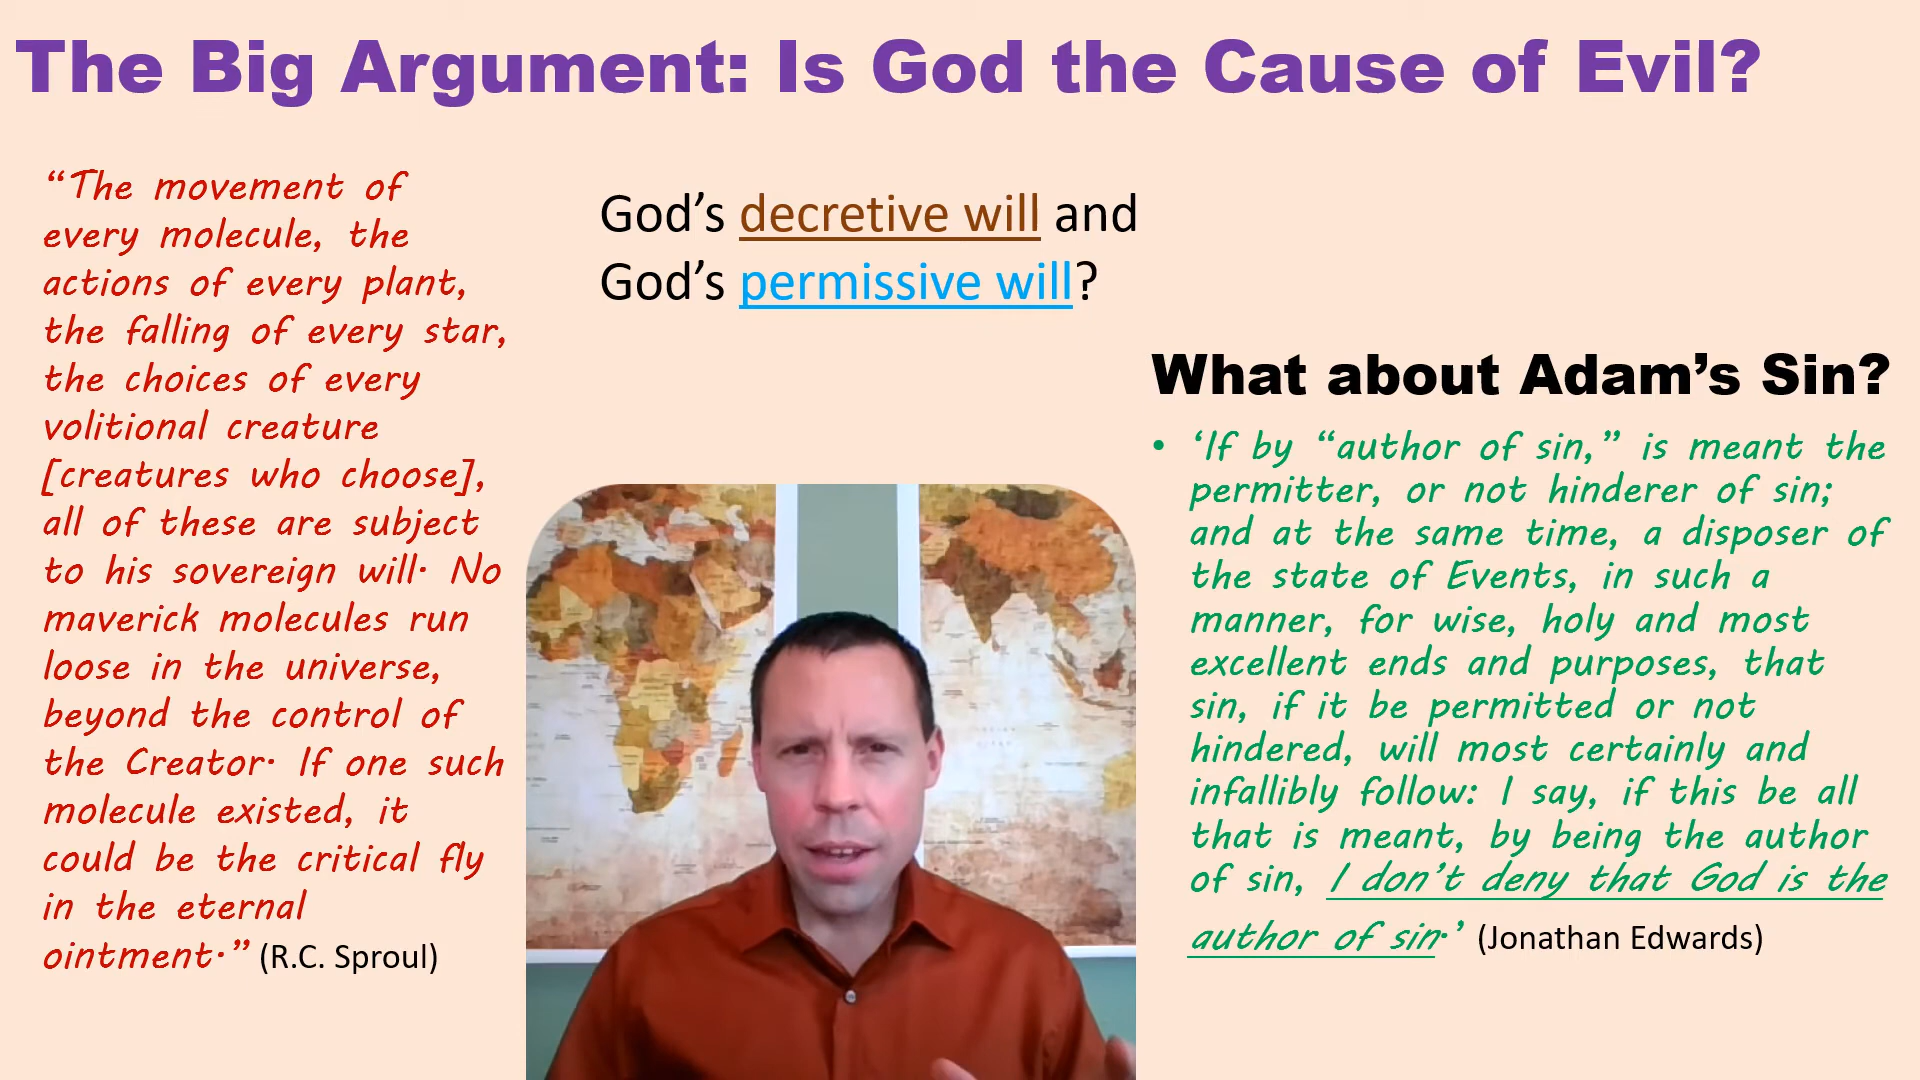 The Big Argument: Is God the Cause of Evil?
“The movement of
every molecule, the
actions of every plant,
the falling of every star,
the choices of every
volitional creature
[creatures who choose],
all of these are subject
to his sovereign will. No
maverick molecules run
loose in the universe,
beyond the control of
the Creator. If one such
molecule existed, it
could be the critical fly
in the eternal
ointment.” (R.C. Sproul)
God’s decretive will and
God’s permissive will?
What about Adam’s Sin?
• ‘If by “author of sin,” is meant the
permitter, or not hinderer of sin;
and at the same time, a disposer of
the state of Events, in such a
manner, for wise, holy and most
excellent ends and purposes, that
sin, if it be permitted or not
hindered, will most certainly and
infallibly follow: I say, if this be all
that is meant, by being the author
of sin, I don’t deny that God is the
author of sin.’ (Jonathan Edwards)